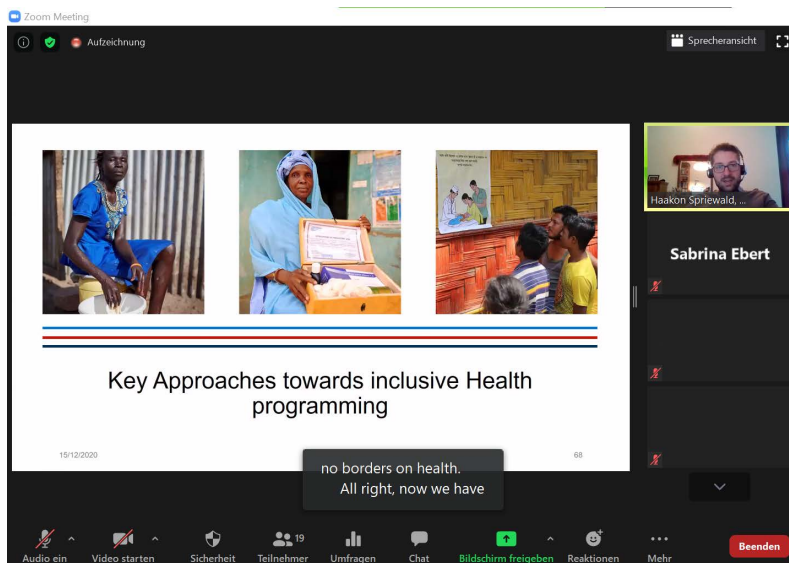 Zoom Meeting
Aufzeichnung
Sprecheransicht
Haakon Spriewald, ...
Sabrina Ebert
Key Approaches towards inclusive Health
programming
15/12/2020
68
no borders on health.
All right, now we have
Audio ein
Video starten
Sicherheit
19
Teilnehmer
Umfragen
Chat
Bildschirm freigeben
Reaktionen
Mehr
Beenden